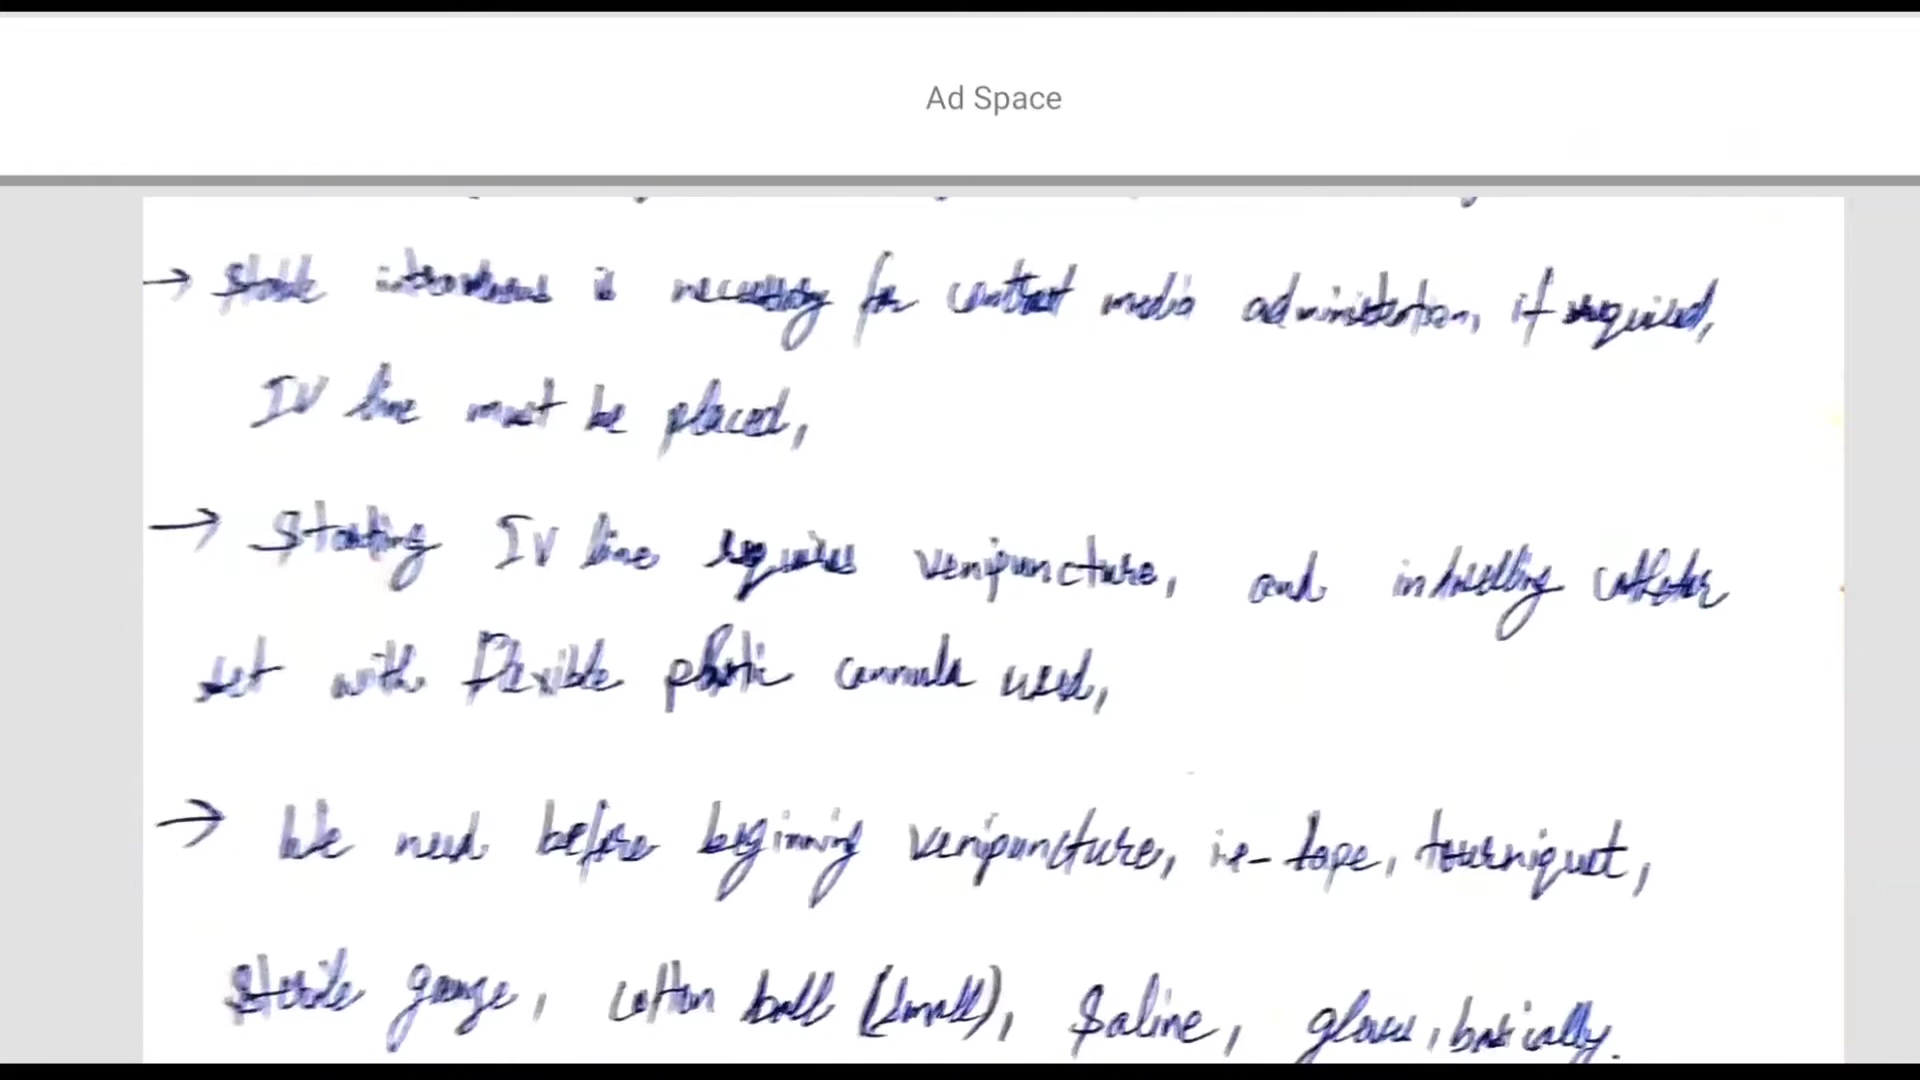 Ad Space
→ Stable intravenous is necessary for contrast media administration, if required,
IV line must be placed,
→ Starting IV line requires venipuncture, and indwelling catheter
set with Flexible plastic cannula used,
→ We need before beginning venipuncture, i.e- tape, tourniquet,
Sterile gauge, cotton ball (small), Saline, gloves, basically.